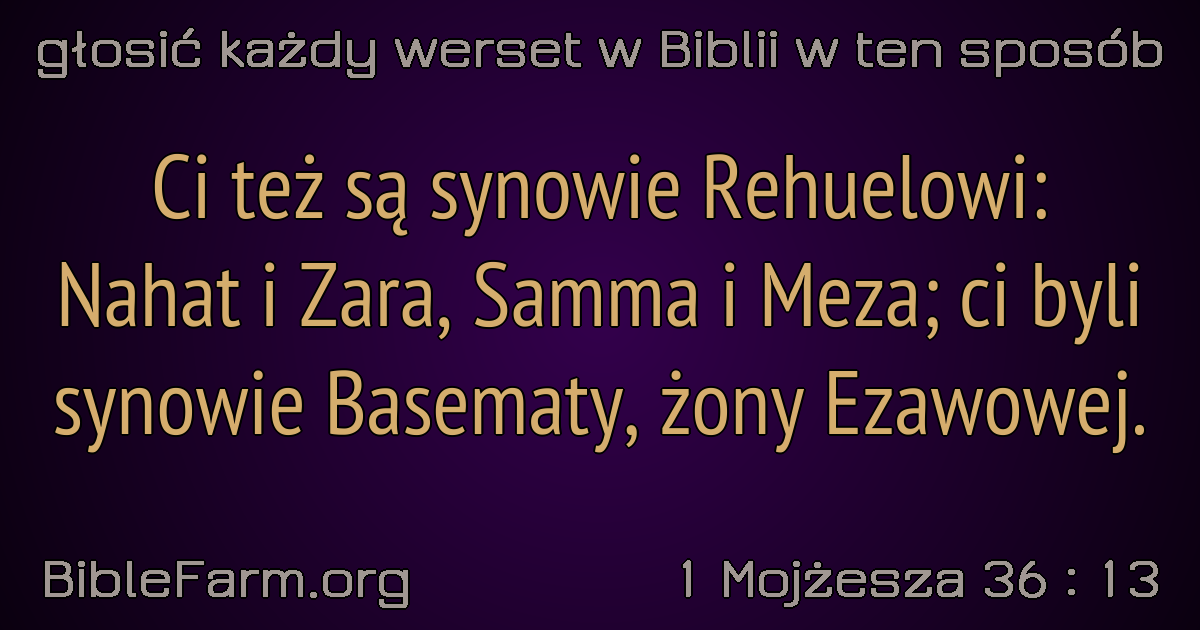 głosić każdy werset w Biblii w ten sposób
Ci też są synowie Rehuelowi:
Nahat i Zara, Samma i Meza; ci byli
synowie Basematy, żony Ezawowej.
BibleFarm.org
1 Mojżesza 36 : 13